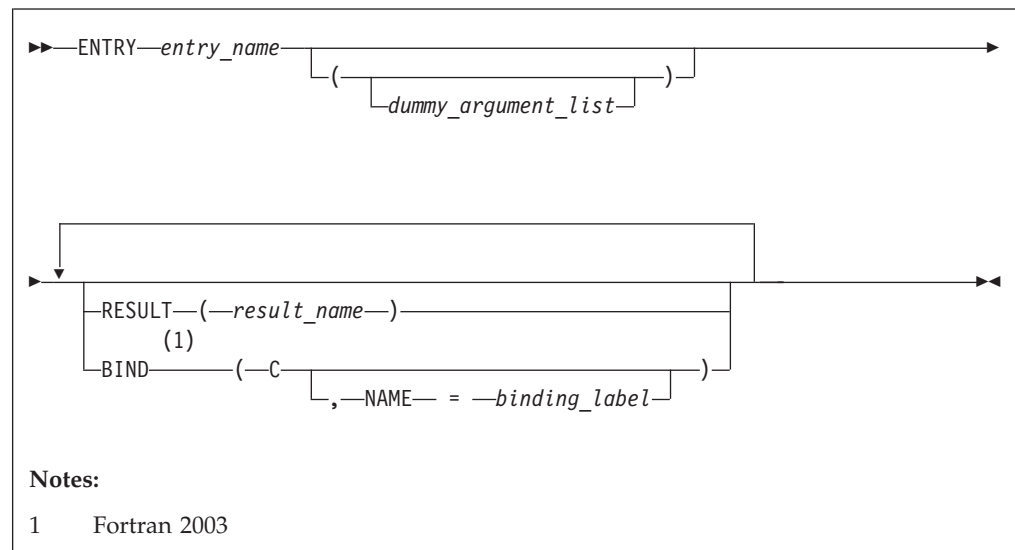 ENTRY entry_name
( )
dummy_argument_list
RESULT ( result_name )
(1)
BIND ( C )
, NAME = binding_label
Notes:
1 Fortran 2003